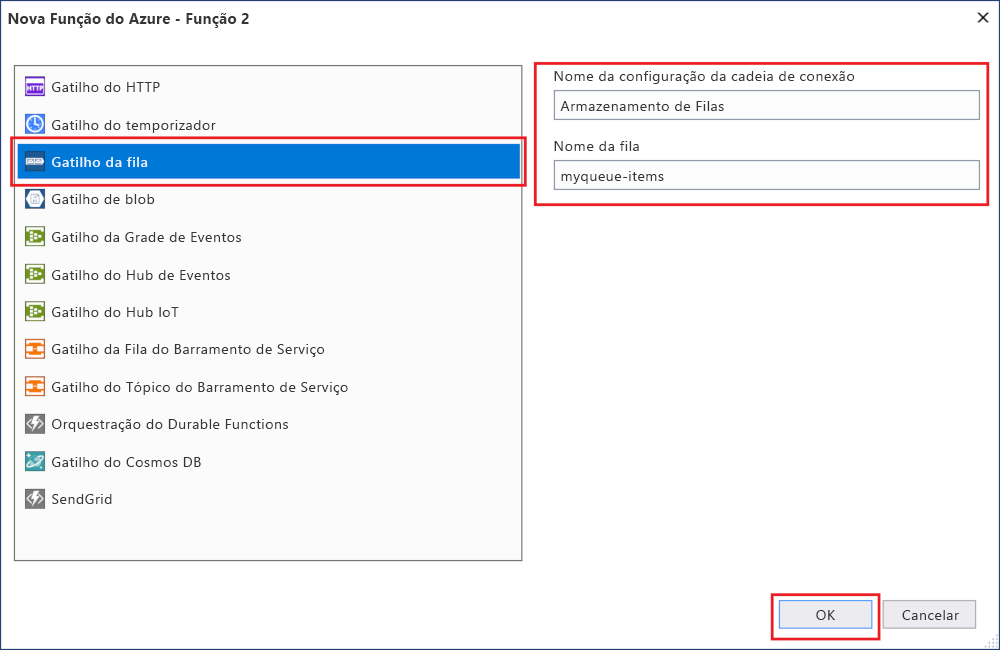 Nova Função do Azure - Função 2
HTTP
Gatilho do HTTP
Gatilho do temporizador
Gatilho da fila
Gatilho de blob
Gatilho da Grade de Eventos
Gatilho do Hub de Eventos
Gatilho do Hub IoT
Gatilho da Fila do Barramento de Serviço
Gatilho do Tópico do Barramento de Serviço
Orquestração do Durable Functions
Gatilho do Cosmos DB
SendGrid
Nome da configuração da cadeia de conexão
Armazenamento de Filas
Nome da fila
myqueue-items
OK
Cancelar